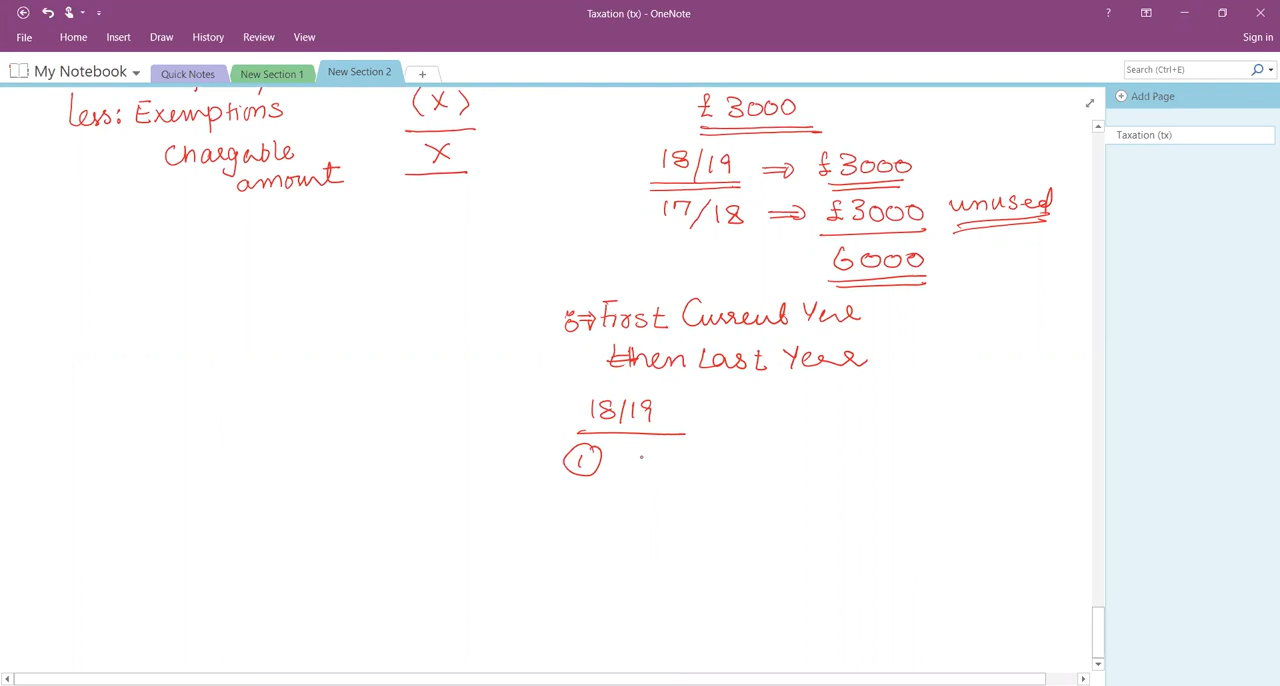 Taxation (tx) - OneNote
?
File Home Insert Draw History Review View
Sign in
My Notebook Quick Notes New Section 1 New Section 2 +
Search (Ctrl+E)
Add Page
Taxation (tx)
less: Exemptions (X)
Chargable amount X
£3000
18/19 ⇒ £3000
17/18 ⇒ £3000 unused
6000
⇒ First Current Year
then Last Year
18/19
1